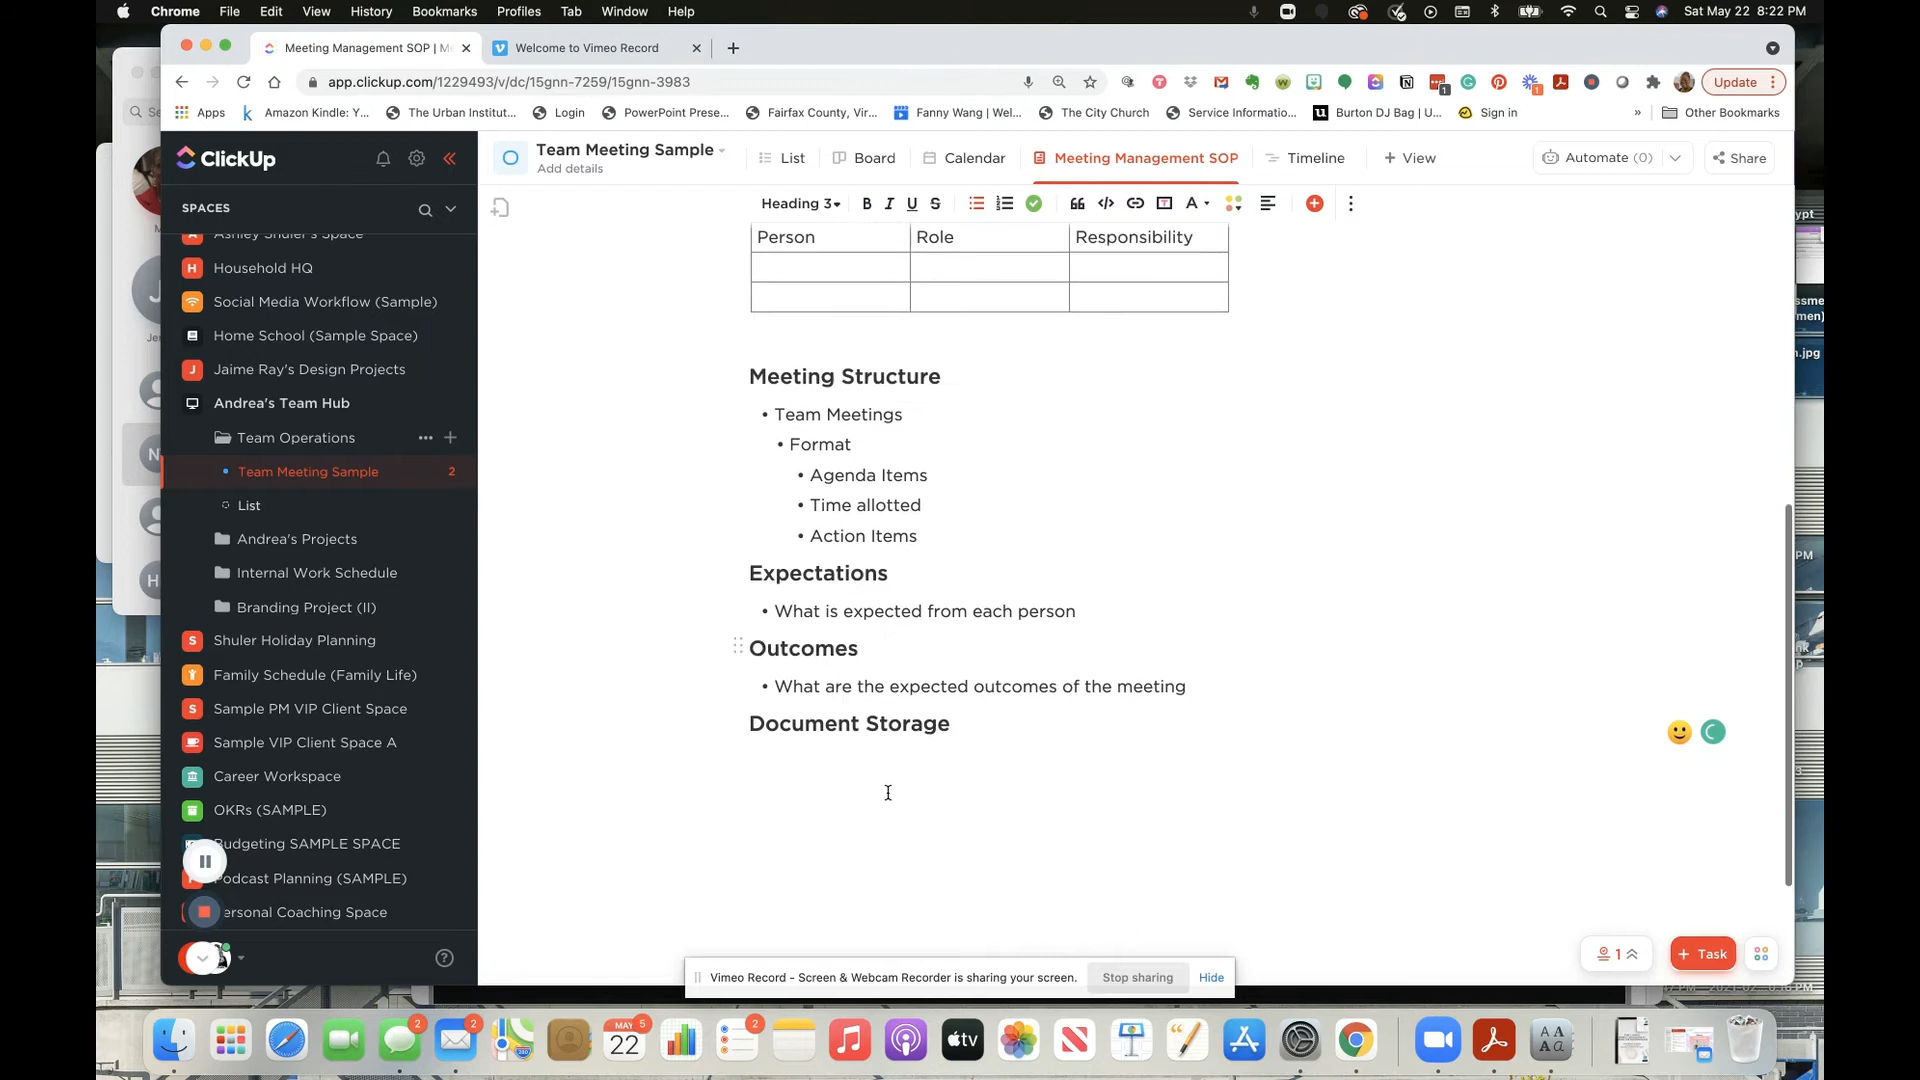 Chrome File Edit View History Bookmarks Profiles Tab Window Help
Sat May 22 8:22 PM
Meeting Management SOP | M
Welcome to Vimeo Record
app.clickup.com/1229493/v/dc/15gnn-7259/15gnn-3983
Update
Apps
Amazon Kindle: Y...
The Urban Institut...
Login
PowerPoint Prese...
Fairfax County, Vir...
Fanny Wang | Wel...
The City Church
Service Informatio...
Burton DJ Bag | U...
Sign in
»
Other Bookmarks
ClickUp
Team Meeting Sample
Add details
List
Board
Calendar
Meeting Management SOP
Timeline
+ View
Automate (0)
Share
SPACES
Heading 3
B I U S
Ashley Shuler's Space
Household HQ
Social Media Workflow (Sample)
Home School (Sample Space)
Jaime Ray's Design Projects
Andrea's Team Hub
Team Operations
Team Meeting Sample 2
List
Andrea's Projects
Internal Work Schedule
Branding Project (II)
Shuler Holiday Planning
Family Schedule (Family Life)
Sample PM VIP Client Space
Sample VIP Client Space A
Career Workspace
OKRs (SAMPLE)
Budgeting SAMPLE SPACE
Podcast Planning (SAMPLE)
ersonal Coaching Space
Person Role Responsibility
Meeting Structure
• Team Meetings
• Format
• Agenda Items
• Time allotted
• Action Items
Expectations
• What is expected from each person
Outcomes
• What are the expected outcomes of the meeting
Document Storage
1
+ Task
Vimeo Record - Screen & Webcam Recorder is sharing your screen.
Stop sharing
Hide
2
2
MAY
5
22
2
tv